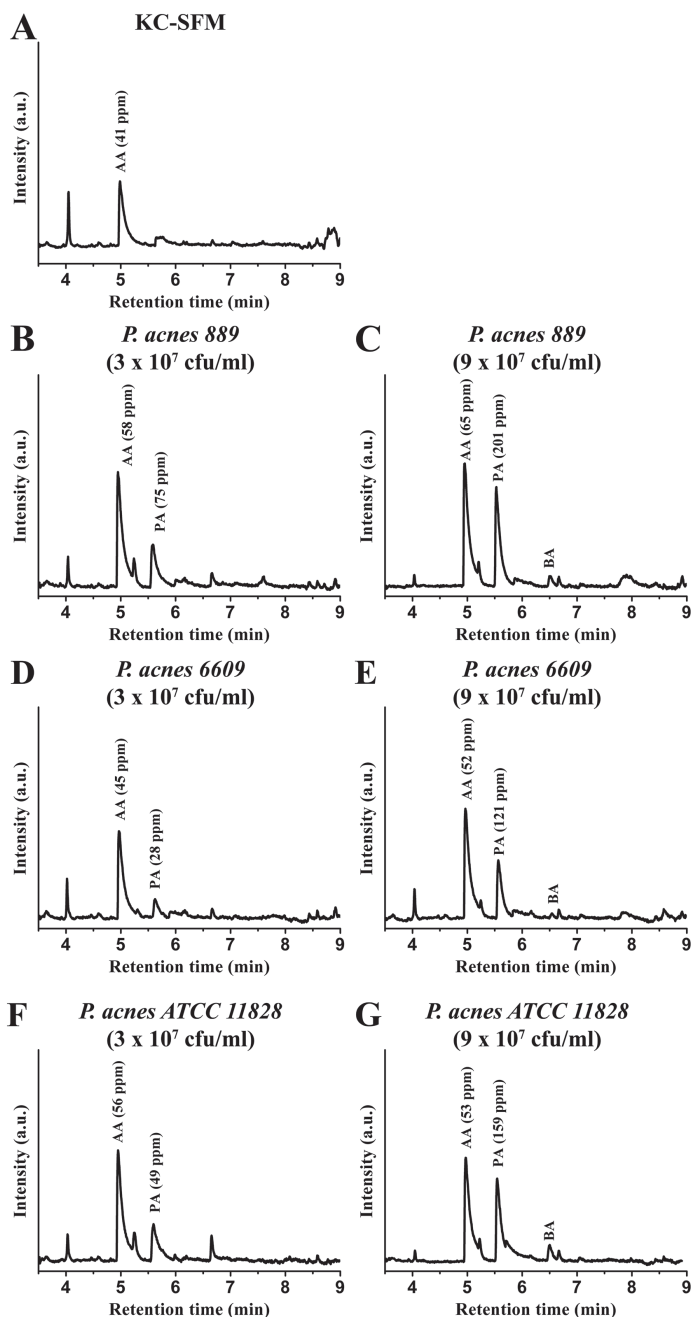 A
KC-SFM
Intensity (a.u.)
AA (41 ppm)
4 5 6 7 8 9
Retention time (min)
B
P. acnes 889
(3 x 10⁷ cfu/ml)
Intensity (a.u.)
AA (58 ppm)
PA (75 ppm)
4 5 6 7 8 9
Retention time (min)
C
P. acnes 889
(9 x 10⁷ cfu/ml)
Intensity (a.u.)
AA (65 ppm)
PA (201 ppm)
BA
4 5 6 7 8 9
Retention time (min)
D
P. acnes 6609
(3 x 10⁷ cfu/ml)
Intensity (a.u.)
AA (45 ppm)
PA (28 ppm)
4 5 6 7 8 9
Retention time (min)
E
P. acnes 6609
(9 x 10⁷ cfu/ml)
Intensity (a.u.)
AA (52 ppm)
PA (121 ppm)
BA
4 5 6 7 8 9
Retention time (min)
F
P. acnes ATCC 11828
(3 x 10⁷ cfu/ml)
Intensity (a.u.)
AA (56 ppm)
PA (49 ppm)
4 5 6 7 8 9
Retention time (min)
G
P. acnes ATCC 11828
(9 x 10⁷ cfu/ml)
Intensity (a.u.)
AA (53 ppm)
PA (159 ppm)
BA
4 5 6 7 8 9
Retention time (min)